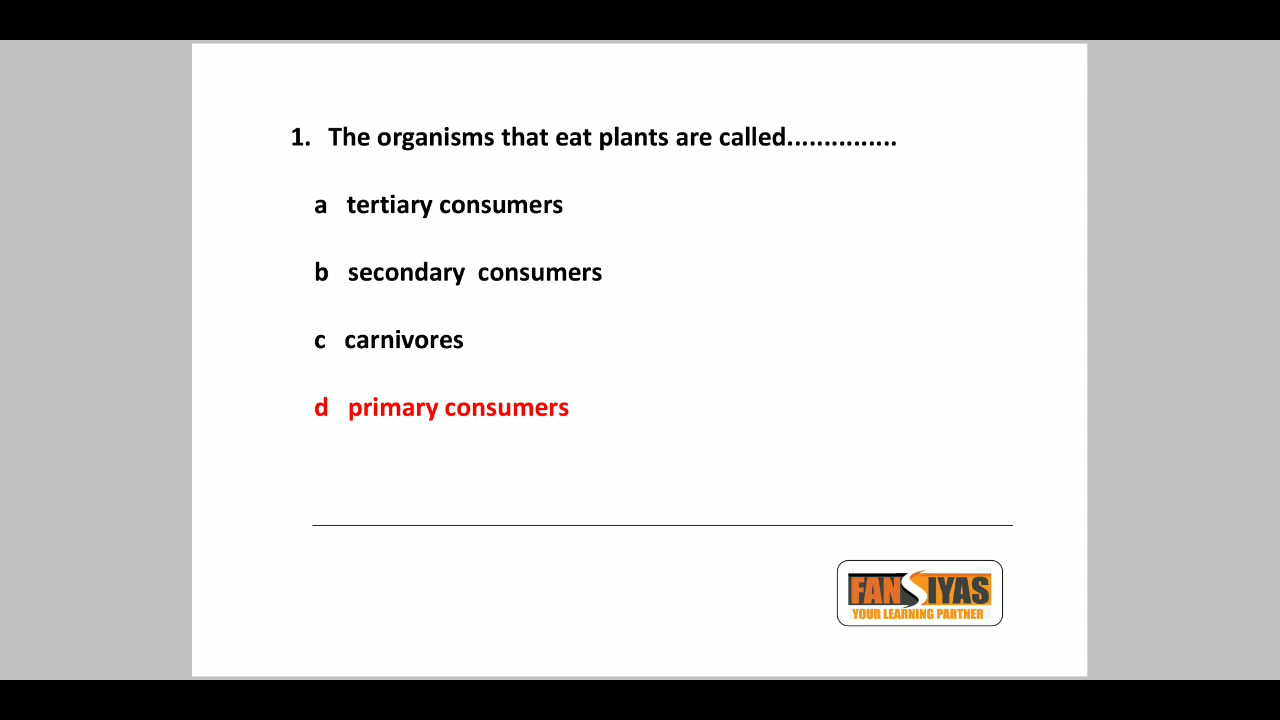 1. The organisms that eat plants are called...............
a tertiary consumers
b secondary consumers
c carnivores
d primary consumers
FANSIYAS
YOUR LEARNING PARTNER